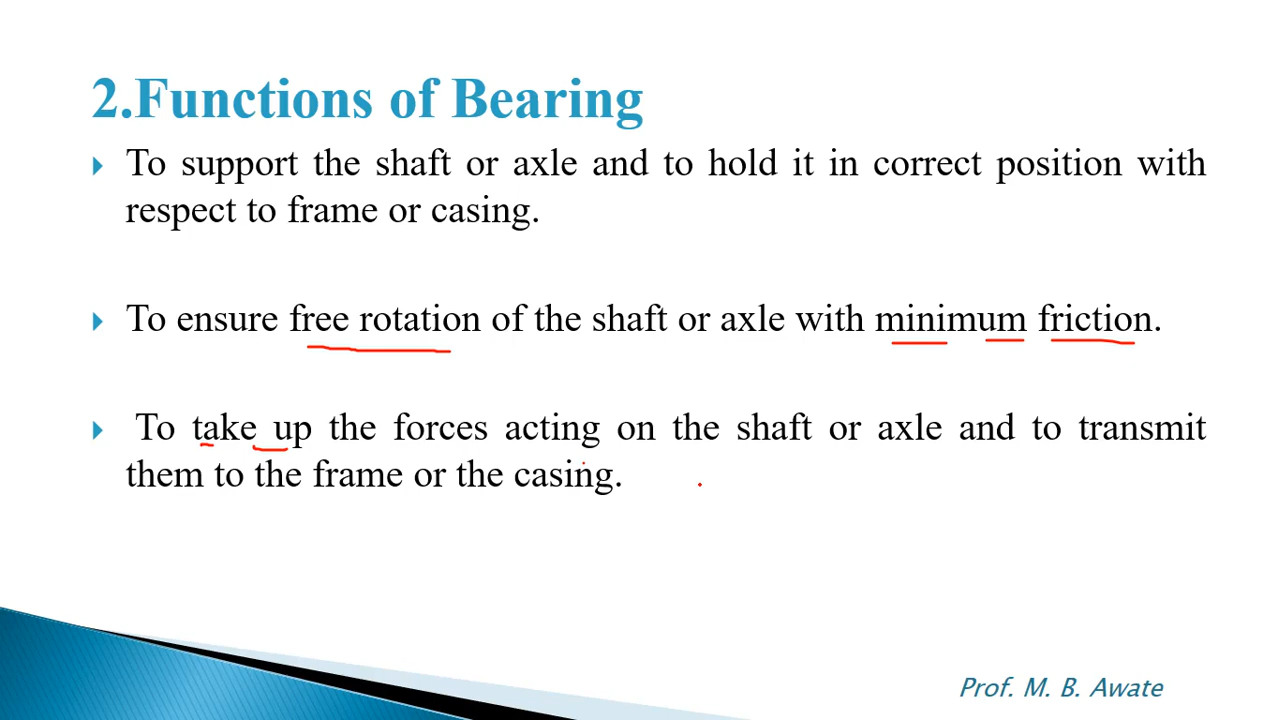 2.Functions of Bearing
To support the shaft or axle and to hold it in correct position with
respect to frame or casing.
To ensure free rotation of the shaft or axle with minimum friction.
To take up the forces acting on the shaft or axle and to transmit
them to the frame or the casing.
Prof. M. B. Awate